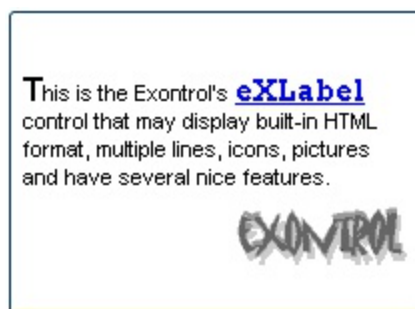 This is the Exontrol's eXLabel
control that may display built-in HTML
format, multiple lines, icons, pictures
and have several nice features.
EXONTROL